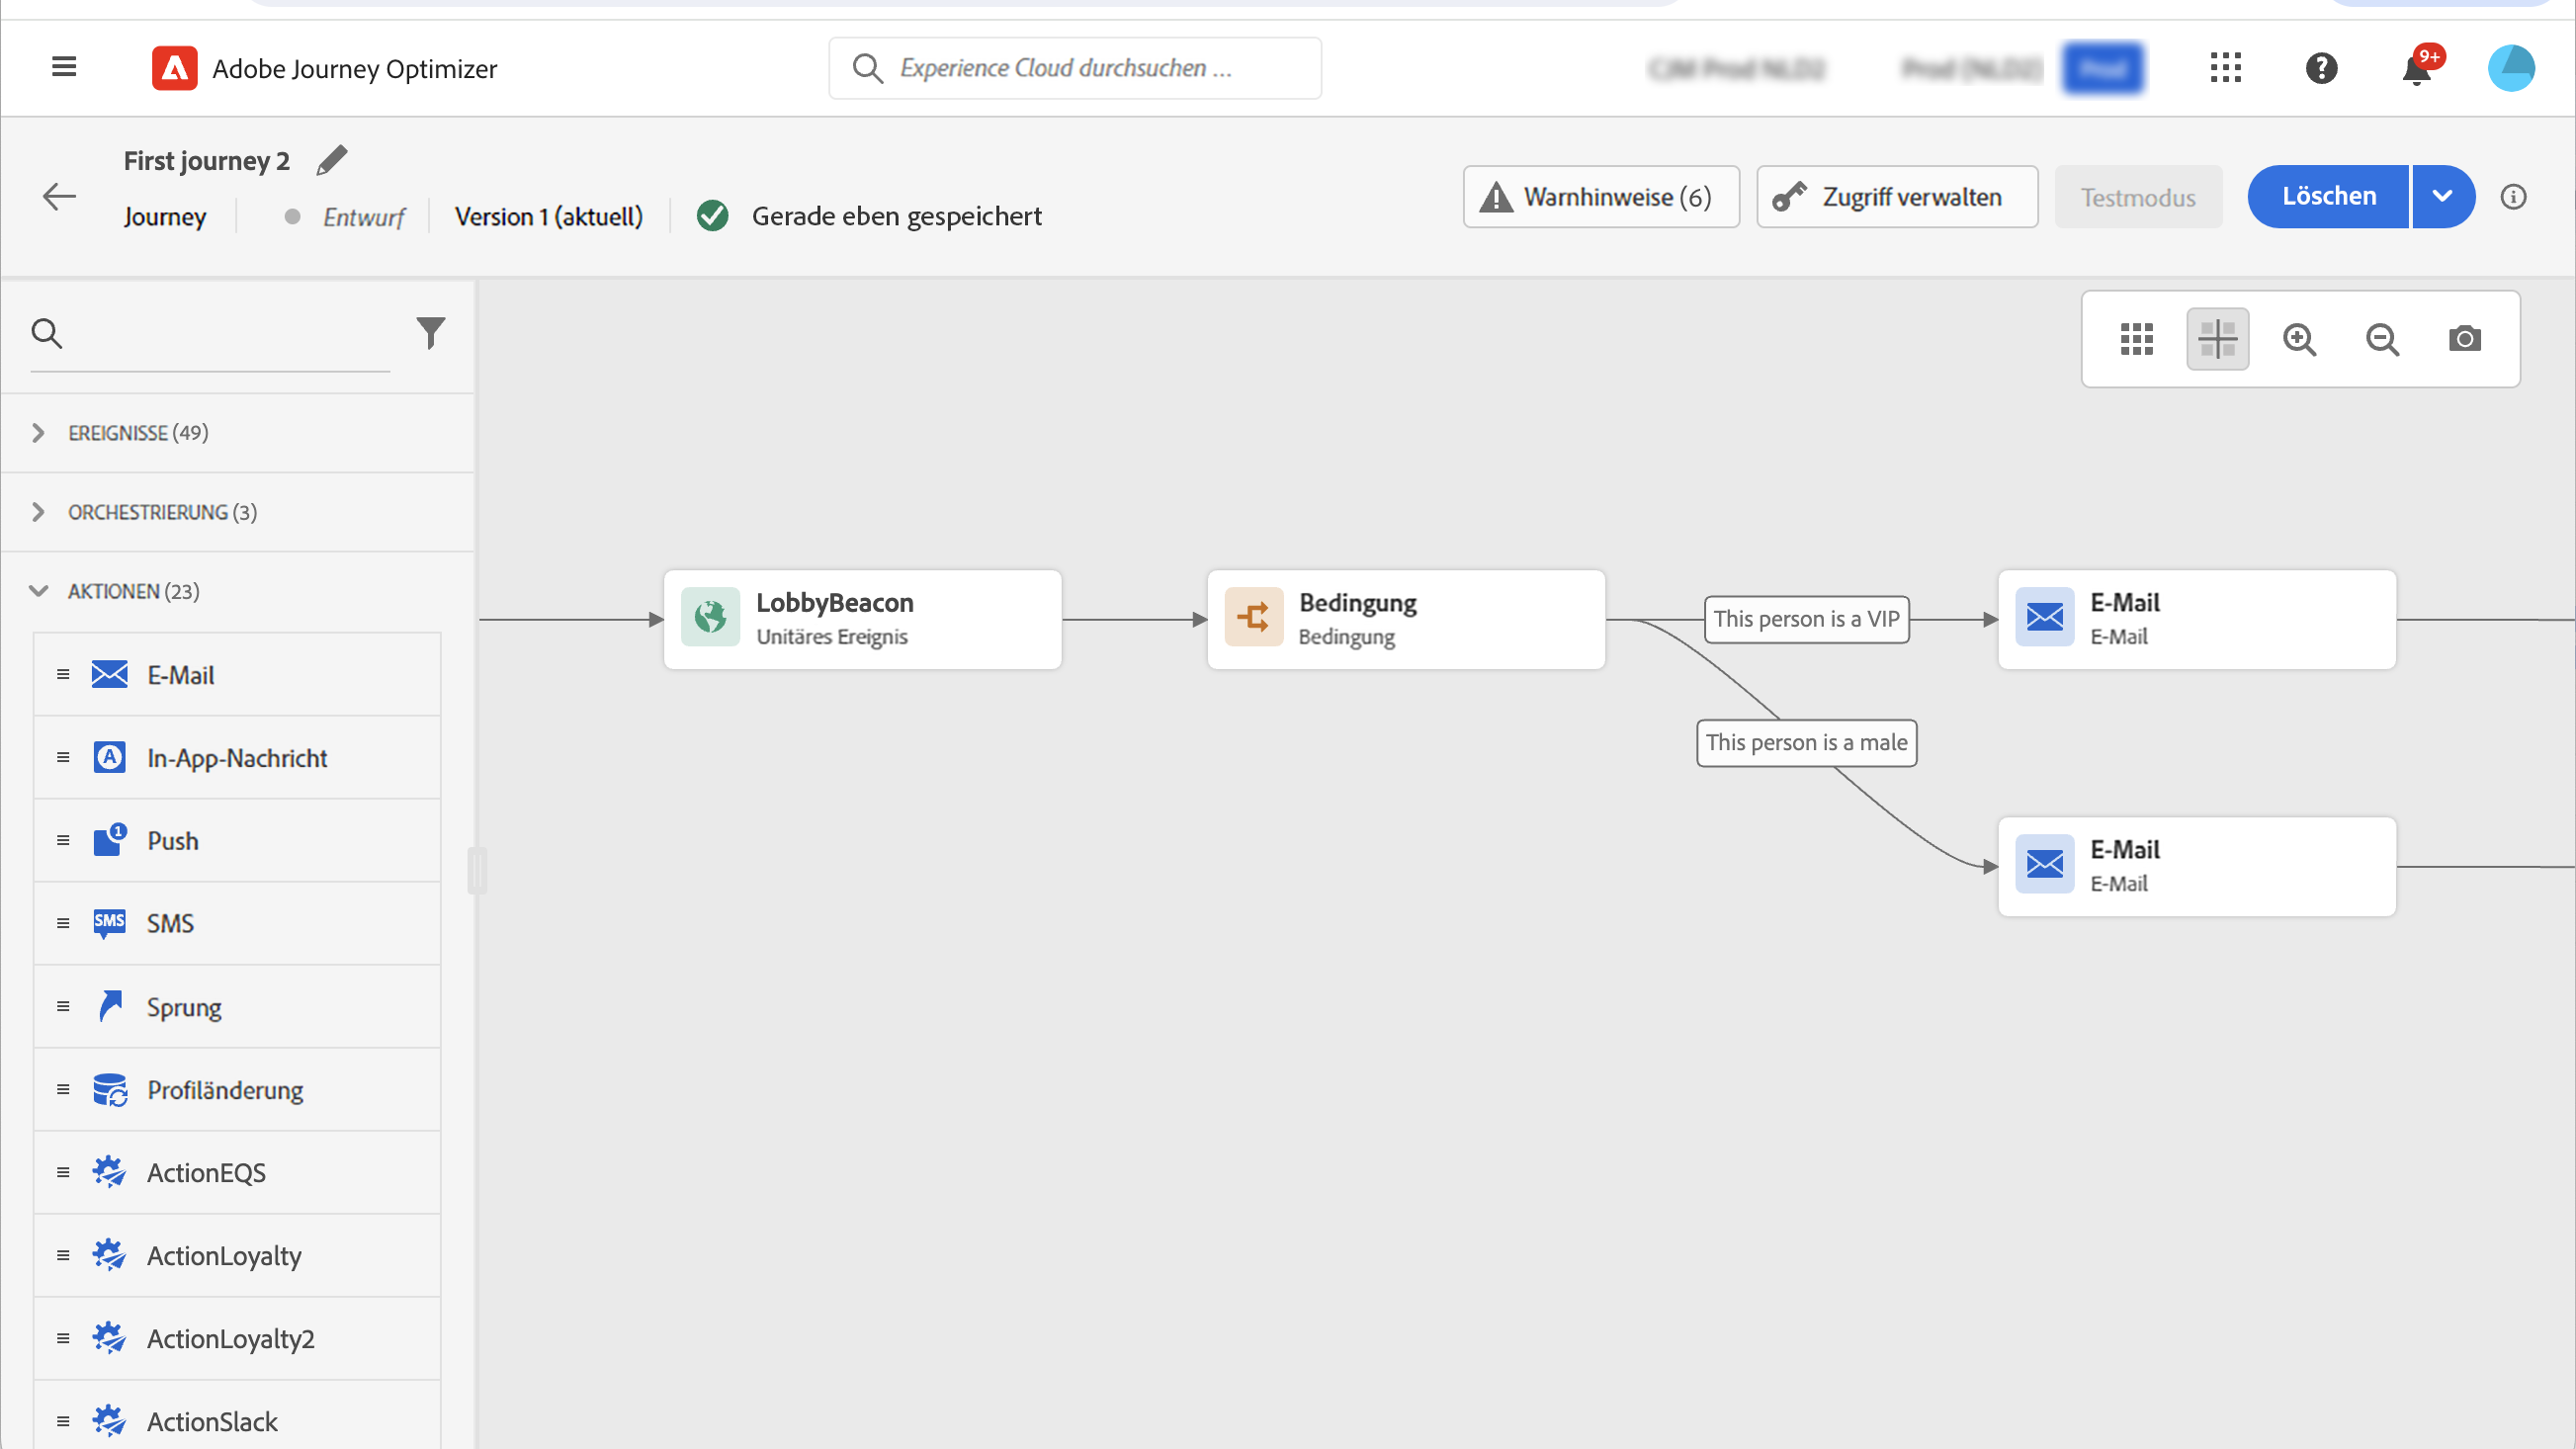 Adobe Journey Optimizer
Experience Cloud durchsuchen ...
9+
First journey 2
Journey
Entwurf
Version 1 (aktuell)
Gerade eben gespeichert
Warnhinweise (6)
Zugriff verwalten
Testmodus
Löschen
EREIGNISSE (49)
ORCHESTRIERUNG (3)
AKTIONEN (23)
E-Mail
In-App-Nachricht
1
Push
SMS
SMS
Sprung
Profiländerung
ActionEQS
ActionLoyalty
ActionLoyalty2
ActionSlack
LobbyBeacon
Unitäres Ereignis
Bedingung
Bedingung
This person is a VIP
E-Mail
E-Mail
This person is a male
E-Mail
E-Mail